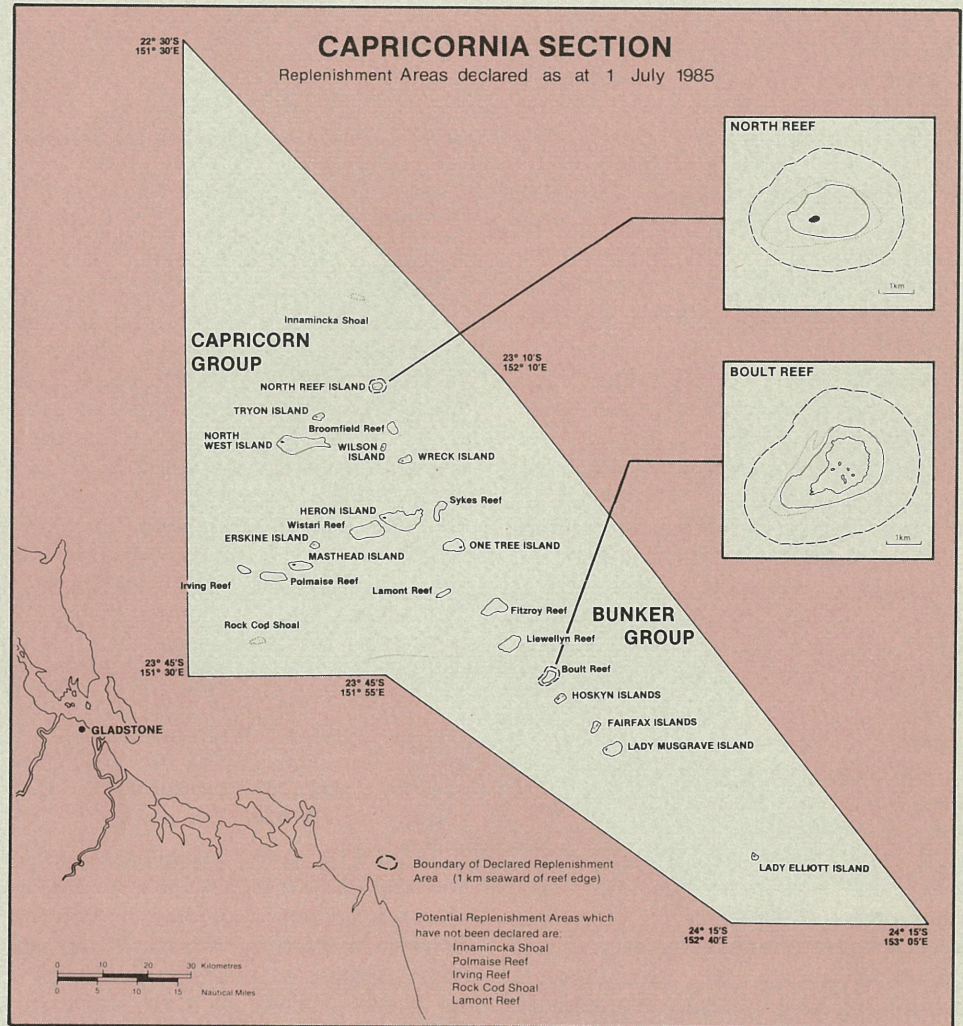 CAPRICORNIA SECTION
Replenishment Areas declared as at 1 July 1985
22° 30'S
151° 30'E
NORTH REEF
1km
Innamincka Shoal
CAPRICORN
GROUP
23° 10'S
152° 10'E
NORTH REEF ISLAND
BOULT REEF
1km
TRYON ISLAND
Broomfield Reef
NORTH
WEST ISLAND
WILSON
ISLAND
WRECK ISLAND
Sykes Reef
HERON ISLAND
Wistari Reef
ERSKINE ISLAND
ONE TREE ISLAND
MASTHEAD ISLAND
Irving Reef
Polmaise Reef
Lamont Reef
Fitzroy Reef
BUNKER
GROUP
Rock Cod Shoal
Llewellyn Reef
23° 45'S
151° 30'E
23° 45'S
151° 55'E
Boult Reef
HOSKYN ISLANDS
GLADSTONE
FAIRFAX ISLANDS
LADY MUSGRAVE ISLAND
LADY ELLIOTT ISLAND
Boundary of Declared Replenishment
Area (1 km seaward of reef edge)
Potential Replenishment Areas which
have not been declared are:
Innamincka Shoal
Polmaise Reef
Irving Reef
Rock Cod Shoal
Lamont Reef
24° 15'S
152° 40'E
24° 15'S
153° 05'E
0 10 20 30 Kilometres
0 5 10 15 Nautical Miles